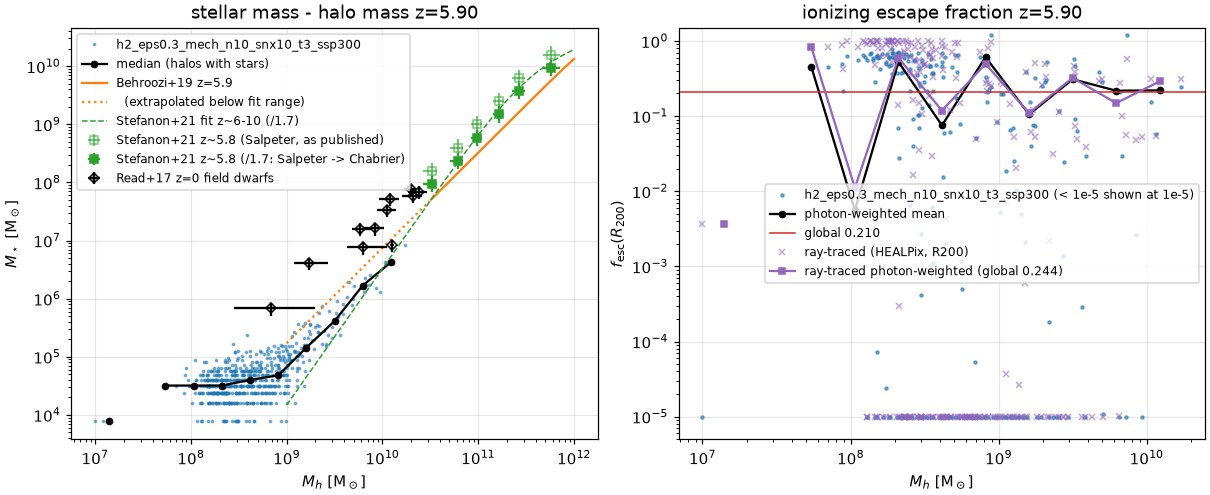 stellar mass - halo mass z=5.90
h2_eps0.3_mech_n10_snx10_t3_ssp300
median (halos with stars)
Behroozi+19 z=5.9
(extrapolated below fit range)
Stefanon+21 fit z~6-10 (/1.7)
Stefanon+21 z~5.8 (Salpeter, as published)
Stefanon+21 z~5.8 (/1.7: Salpeter -> Chabrier)
Read+17 z=0 field dwarfs
M⋆ [M⊙]
10¹⁰
10⁹
10⁸
10⁷
10⁶
10⁵
10⁴
10⁷ 10⁸ 10⁹ 10¹⁰ 10¹¹ 10¹²
Mh [M⊙]
ionizing escape fraction z=5.90
h2_eps0.3_mech_n10_snx10_t3_ssp300 (< 1e-5 shown at 1e-5)
photon-weighted mean
global 0.210
ray-traced (HEALPix, R200)
ray-traced photon-weighted (global 0.244)
fesc(R200)
10⁰
10⁻¹
10⁻²
10⁻³
10⁻⁴
10⁻⁵
10⁷ 10⁸ 10⁹ 10¹⁰
Mh [M⊙]